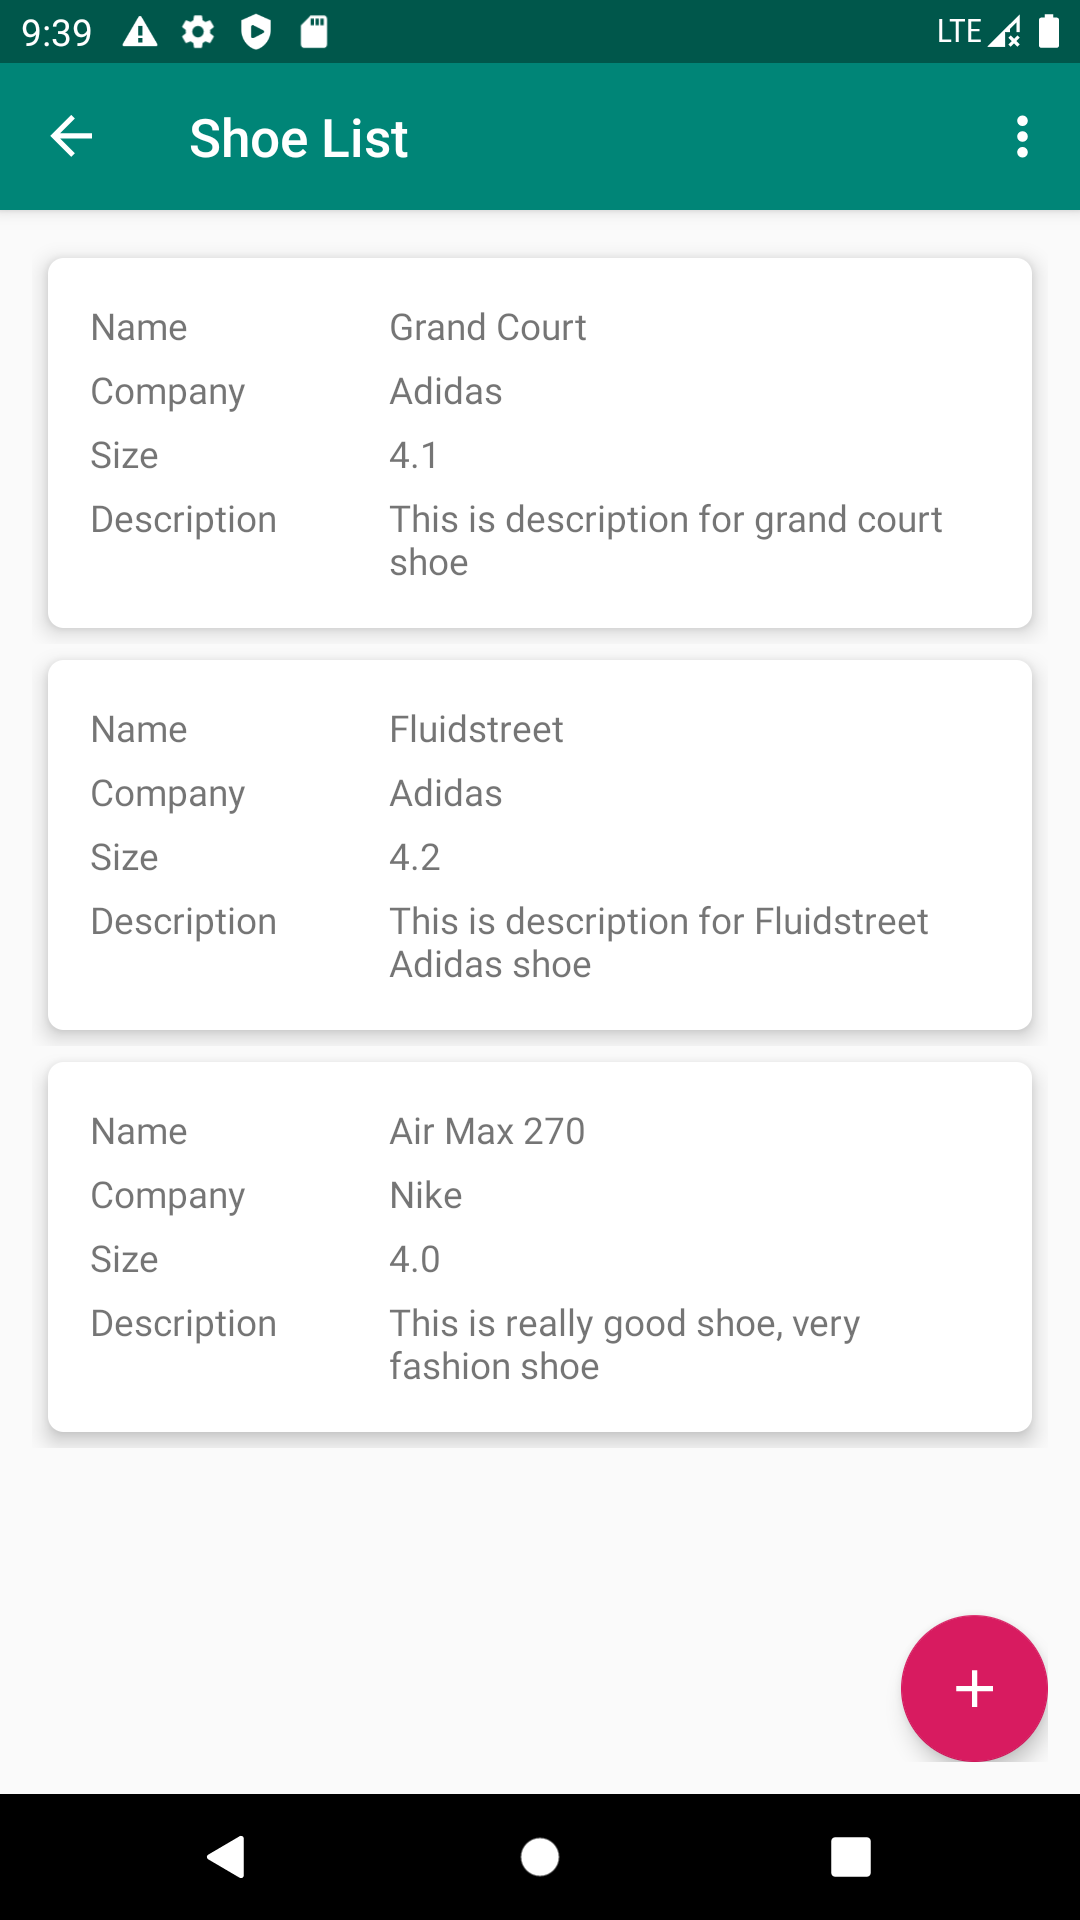 9:39 LTE
Shoe List
Name Grand Court
Company Adidas
Size 4.1
Description This is description for grand court
shoe
Name Fluidstreet
Company Adidas
Size 4.2
Description This is description for Fluidstreet
Adidas shoe
Name Air Max 270
Company Nike
Size 4.0
Description This is really good shoe, very
fashion shoe